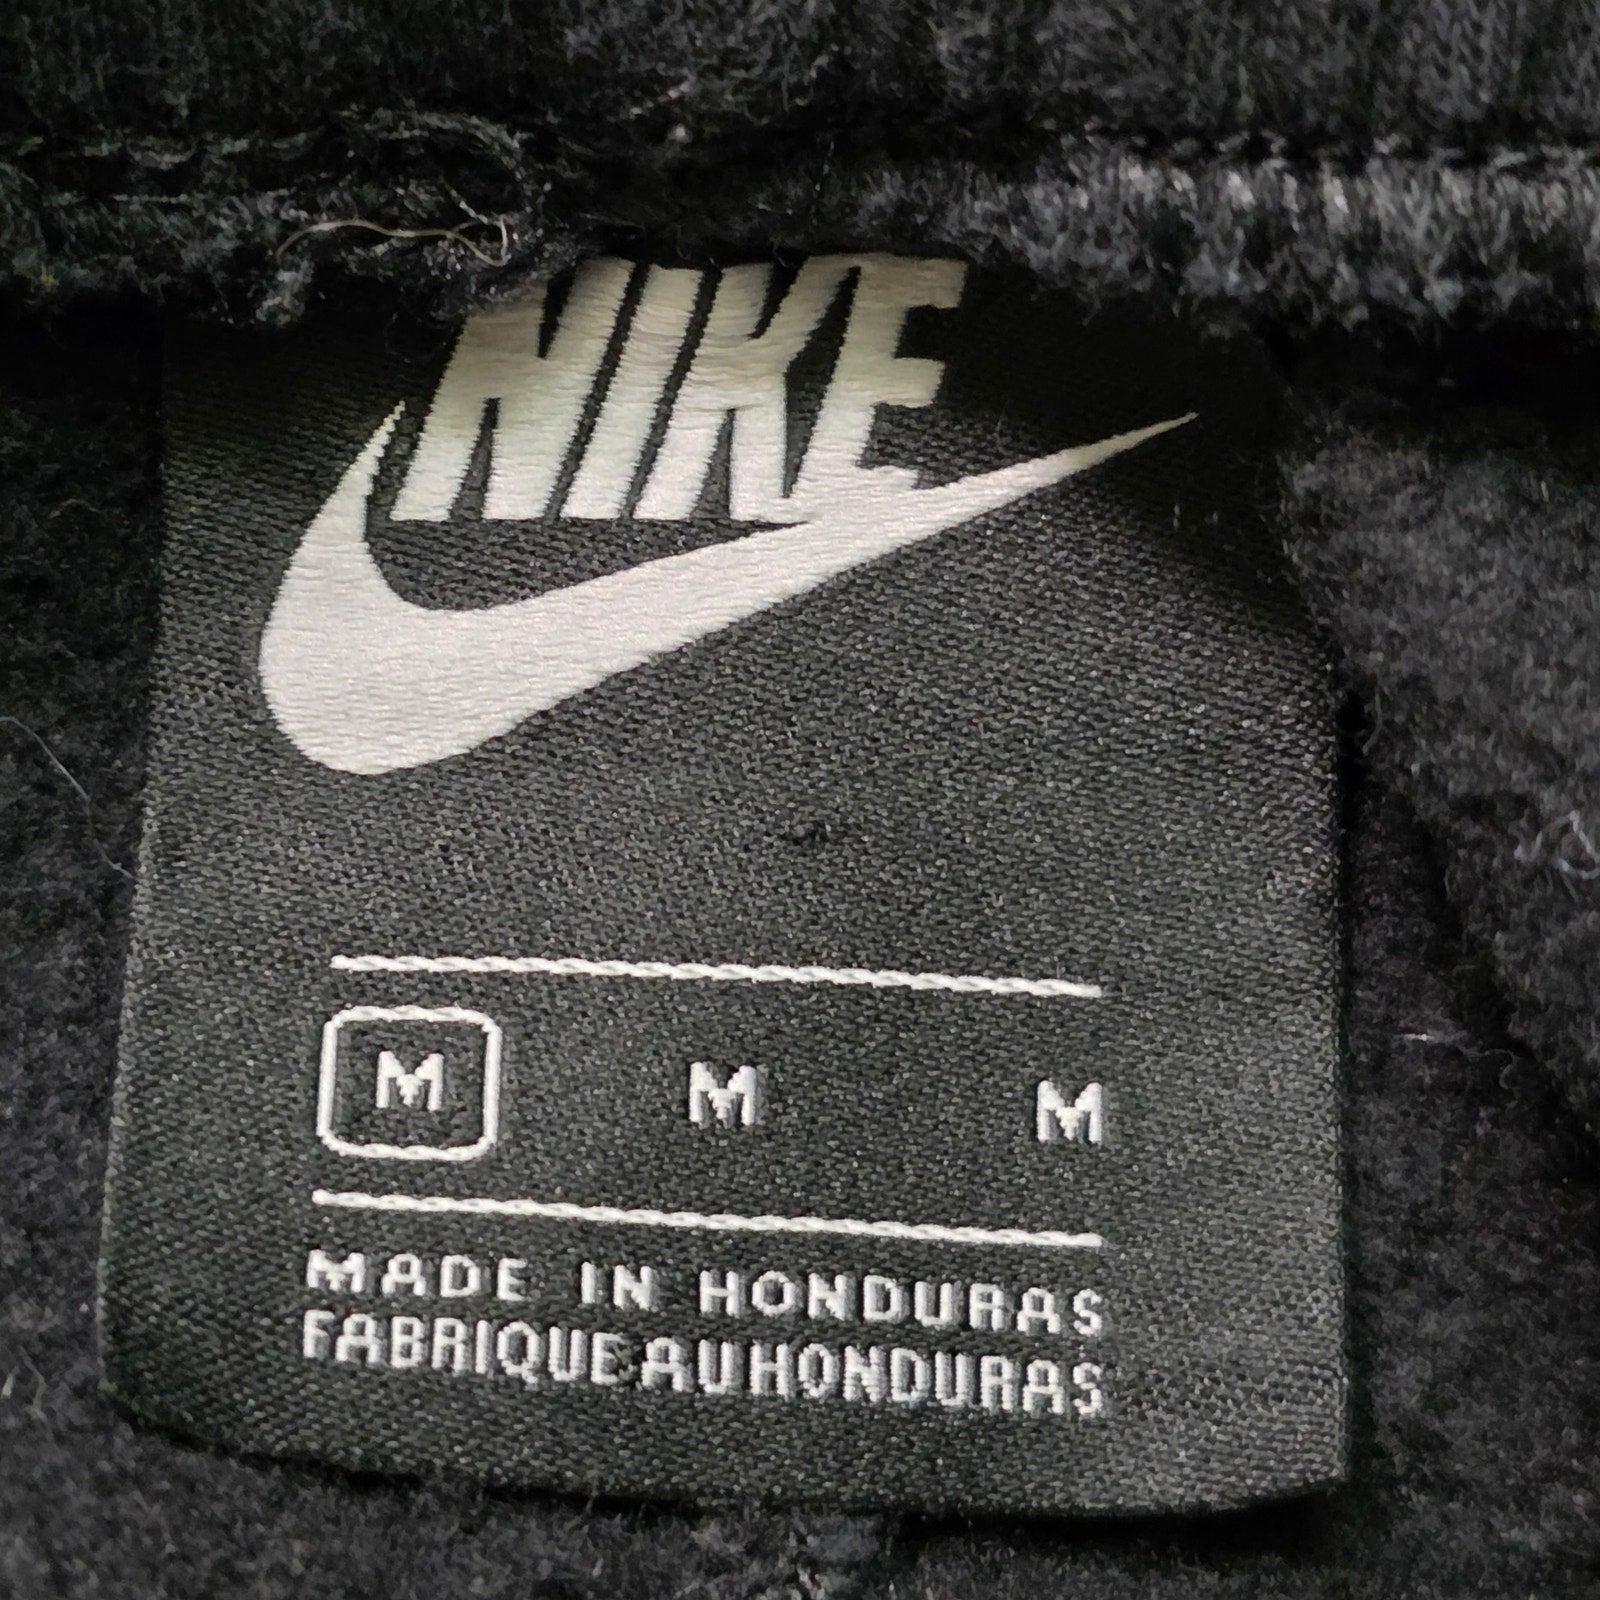 NIKE
M M M
MADE IN HONDURAS
FABRIQUE AU HONDURAS